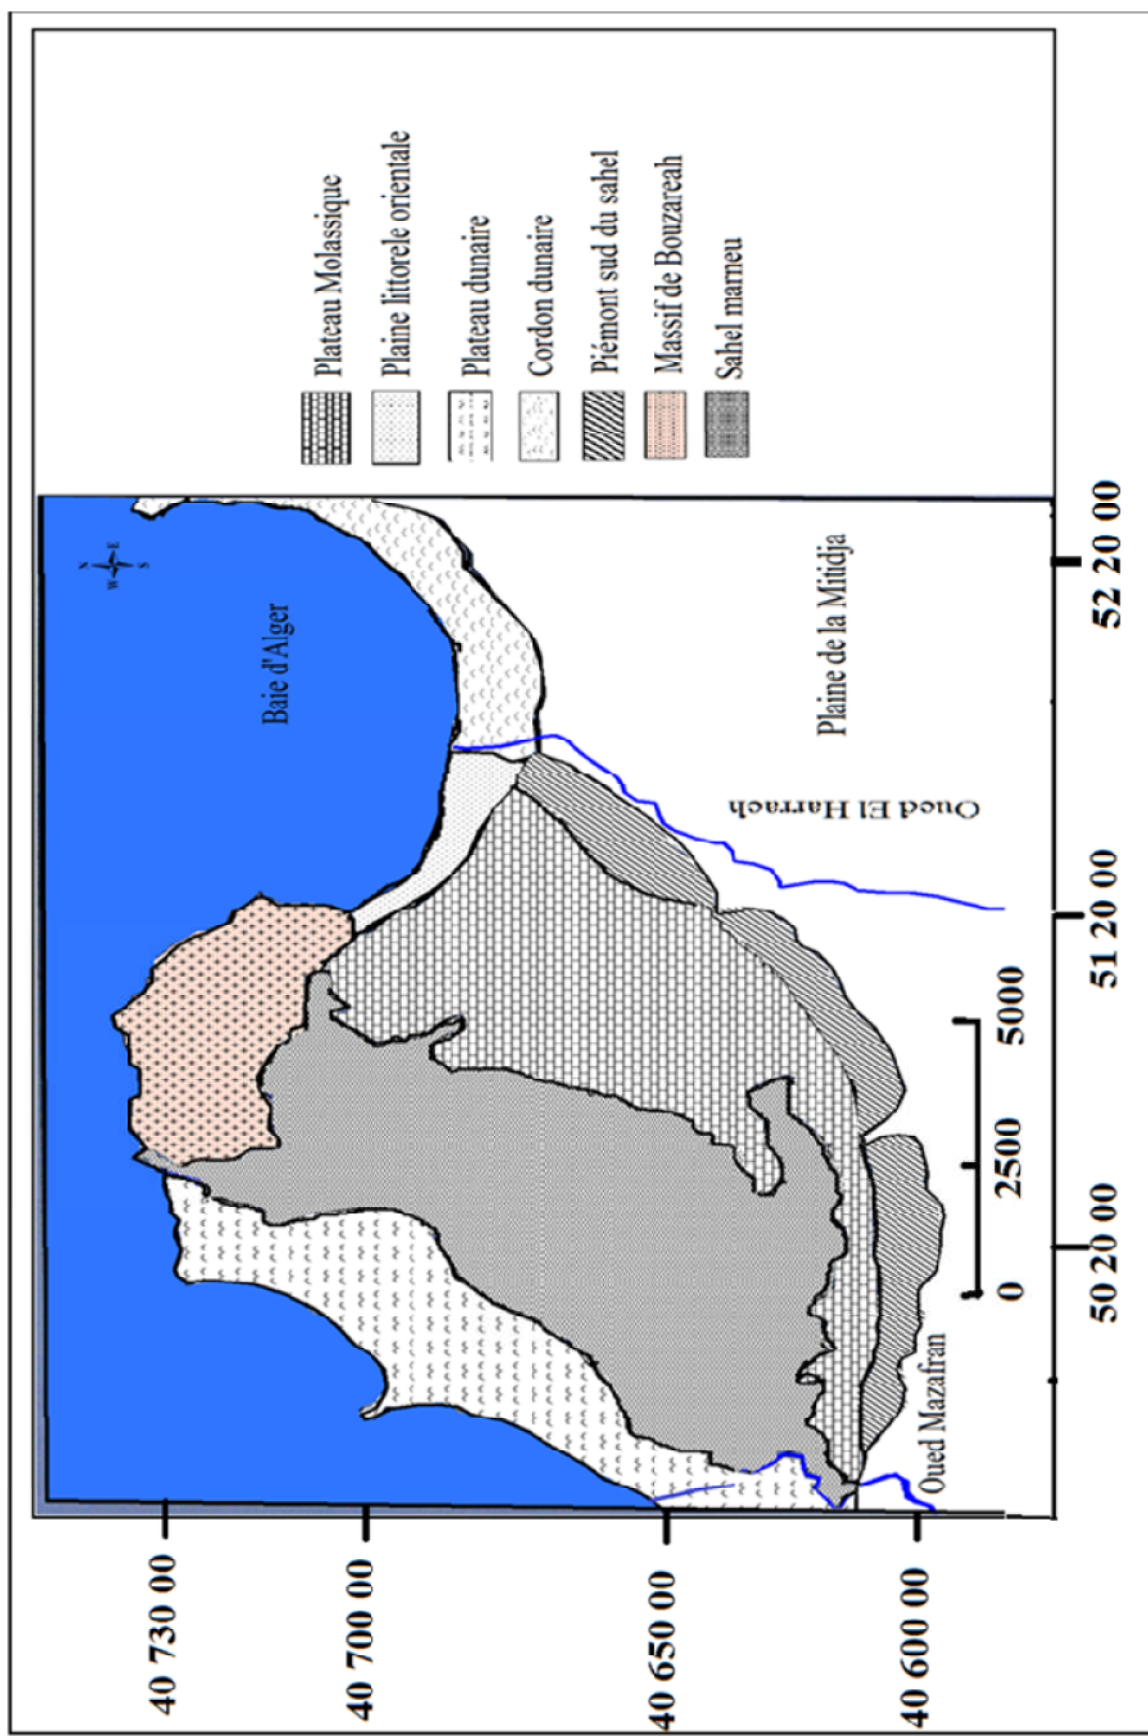 N
W E
S
Baie d'Alger
Plaine de la Mitidja
Oued El Harrach
Oued Mazafran
Plateau Molassique
Plaine littorele orientale
Plateau dunaire
Cordon dunaire
Piémont sud du sahel
Massif de Bouzareah
Sahel marneu
40 730 00
40 700 00
40 650 00
40 600 00
0 2500 5000
50 20 00 51 20 00 52 20 00